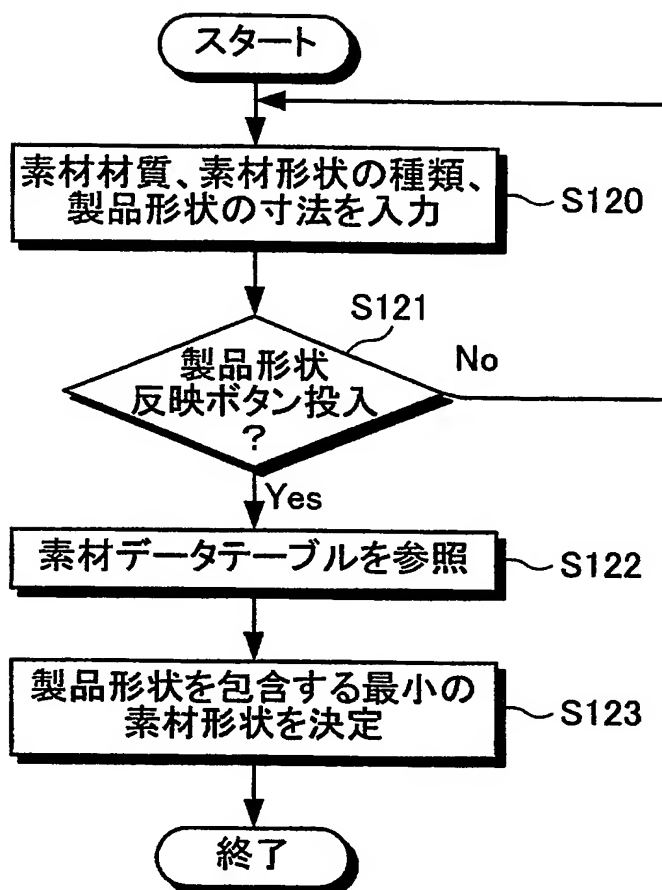 スタート
素材材質、素材形状の種類、
製品形状の寸法を入力
S120
S121
製品形状
反映ボタン投入
?
No
Yes
素材データテーブルを参照
S122
製品形状を包含する最小の
素材形状を決定
S123
終了